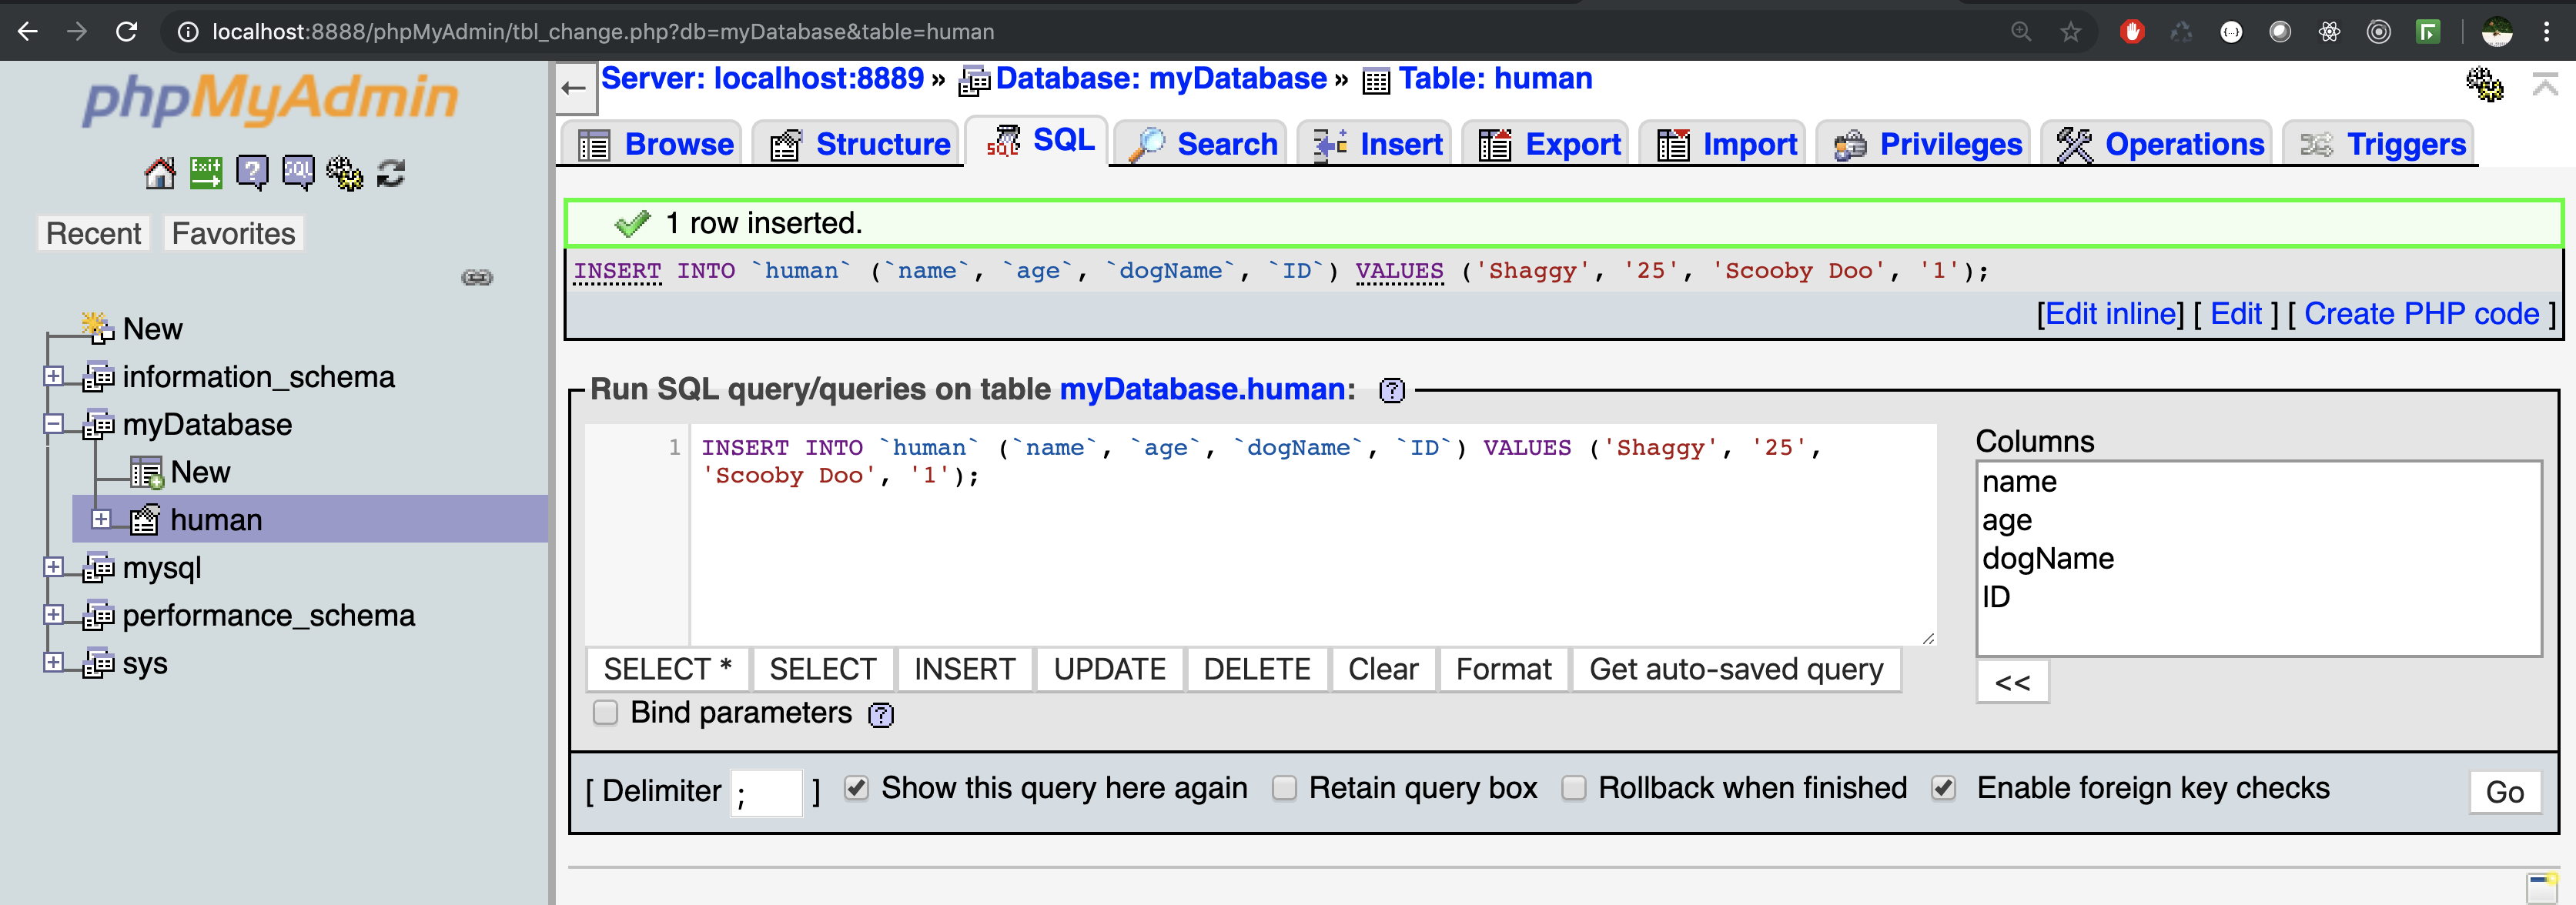 localhost:8888/phpMyAdmin/tbl_change.php?db=myDatabase&table=human
phpMyAdmin
Exit
? SQL
Recent Favorites
New
information_schema
myDatabase
New
human
mysql
performance_schema
sys
← Server: localhost:8889 » Database: myDatabase » Table: human
Browse Structure SQL Search Insert Export Import Privileges Operations Triggers
1 row inserted.
INSERT INTO `human` (`name`, `age`, `dogName`, `ID`) VALUES ('Shaggy', '25', 'Scooby Doo', '1');
[Edit inline] [ Edit ] [ Create PHP code ]
Run SQL query/queries on table myDatabase.human: ?
1 INSERT INTO `human` (`name`, `age`, `dogName`, `ID`) VALUES ('Shaggy', '25',
'Scooby Doo', '1');
Columns
name
age
dogName
ID
<<
SELECT * SELECT INSERT UPDATE DELETE Clear Format Get auto-saved query
Bind parameters ?
[ Delimiter ; ] Show this query here again Retain query box Rollback when finished Enable foreign key checks Go